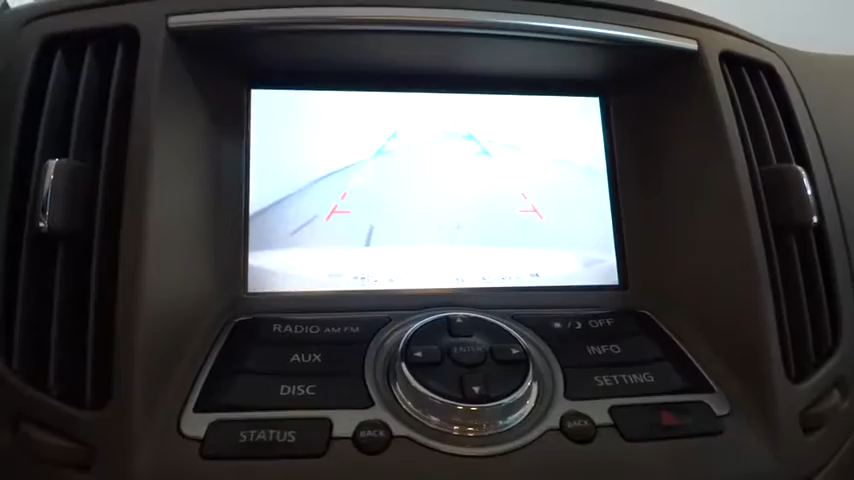 RADIO AM FM
AUX
DISC
STATUS
BACK
ENTER
OFF
INFO
SETTING
BACK